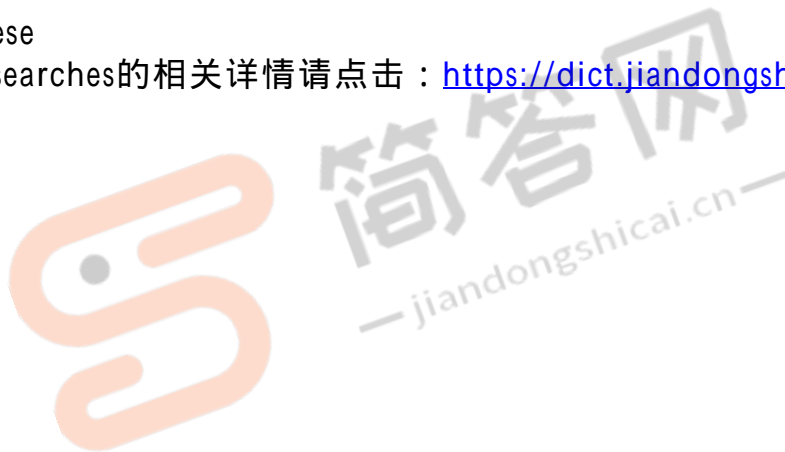 ese
searches的相关详情请点击：https://dict.jiandongsh
简答网
jiandongshicai.cn